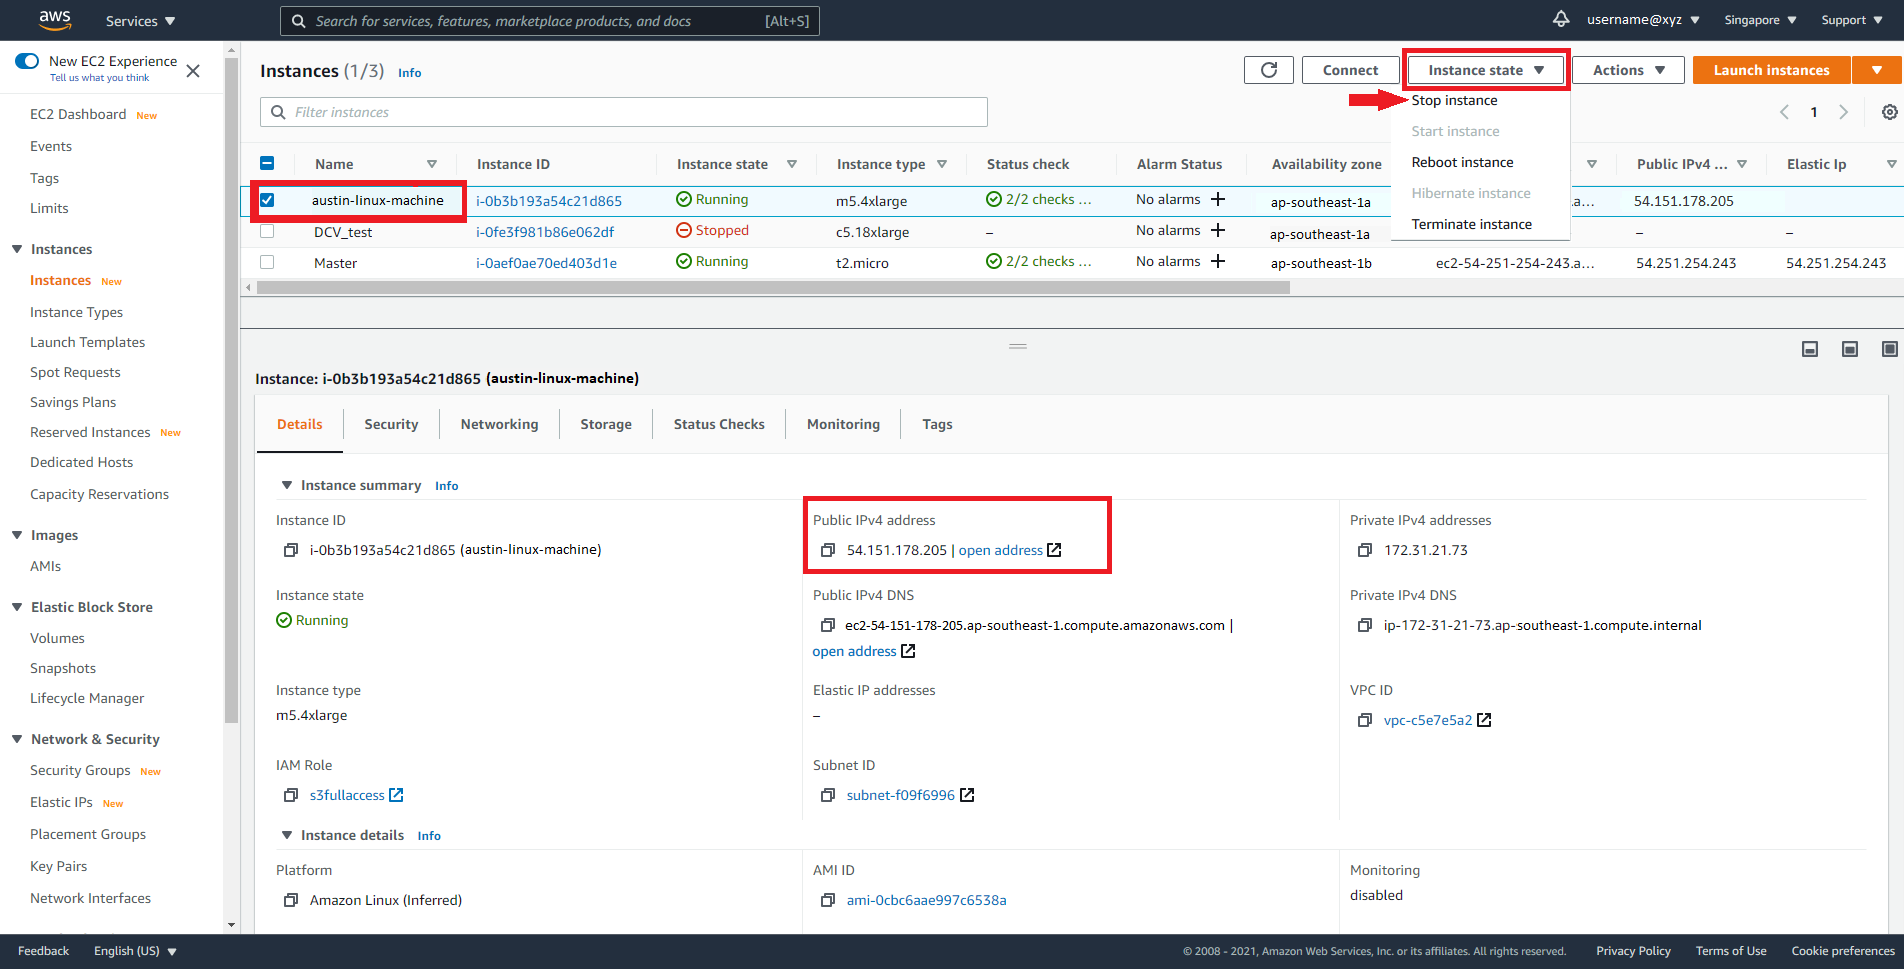 aws
Services
Search for services, features, marketplace products, and docs [Alt+S]
username@xyz
Singapore
Support
New EC2 Experience
Tell us what you think
EC2 Dashboard New
Events
Tags
Limits
Instances
Instances New
Instance Types
Launch Templates
Spot Requests
Savings Plans
Reserved Instances New
Dedicated Hosts
Capacity Reservations
Images
AMIs
Elastic Block Store
Volumes
Snapshots
Lifecycle Manager
Network & Security
Security Groups New
Elastic IPs New
Placement Groups
Key Pairs
Network Interfaces
Instances (1/3) Info
Connect
Instance state
Actions
Launch instances
Stop instance
Start instance
Reboot instance
Hibernate instance
Terminate instance
Filter instances
1
Name Instance ID Instance state Instance type Status check Alarm Status Availability zone Public IPv4 ... Elastic Ip
austin-linux-machine i-0b3b193a54c21d865 Running m5.4xlarge 2/2 checks ... No alarms + ap-southeast-1a .a... 54.151.178.205
DCV_test i-0fe3f981b86e062df Stopped c5.18xlarge – No alarms + ap-southeast-1a – –
Master i-0aef0ae70ed403d1e Running t2.micro 2/2 checks ... No alarms + ap-southeast-1b ec2-54-251-254-243.a... 54.251.254.243 54.251.254.243
Instance: i-0b3b193a54c21d865 (austin-linux-machine)
Details Security Networking Storage Status Checks Monitoring Tags
Instance summary Info
Instance ID
i-0b3b193a54c21d865 (austin-linux-machine)
Public IPv4 address
54.151.178.205 | open address
Private IPv4 addresses
172.31.21.73
Instance state
Running
Public IPv4 DNS
ec2-54-151-178-205.ap-southeast-1.compute.amazonaws.com |
open address
Private IPv4 DNS
ip-172-31-21-73.ap-southeast-1.compute.internal
Instance type
m5.4xlarge
Elastic IP addresses
–
VPC ID
vpc-c5e7e5a2
IAM Role
s3fullaccess
Subnet ID
subnet-f09f6996
Instance details Info
Platform
Amazon Linux (Inferred)
AMI ID
ami-0cbc6aae997c6538a
Monitoring
disabled
Feedback
English (US)
© 2008 - 2021, Amazon Web Services, Inc. or its affiliates. All rights reserved.
Privacy Policy
Terms of Use
Cookie preferences